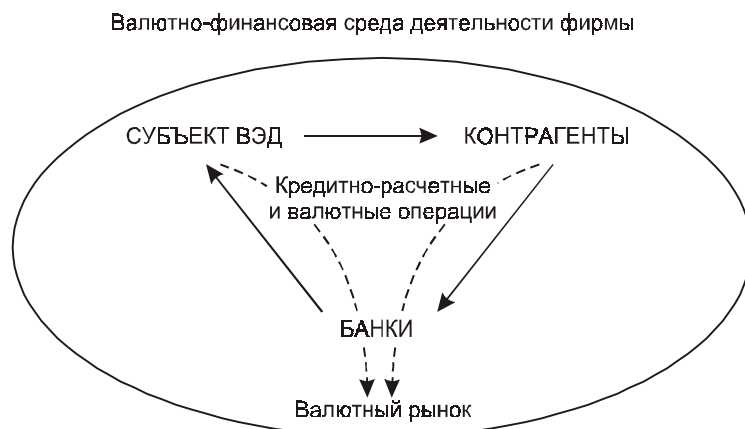 Валютно-финансовая среда деятельности фирмы
СУБЪЕКТ ВЭД
КОНТРАГЕНТЫ
Кредитно-расчетные
и валютные операции
БАНКИ
Валютный рынок